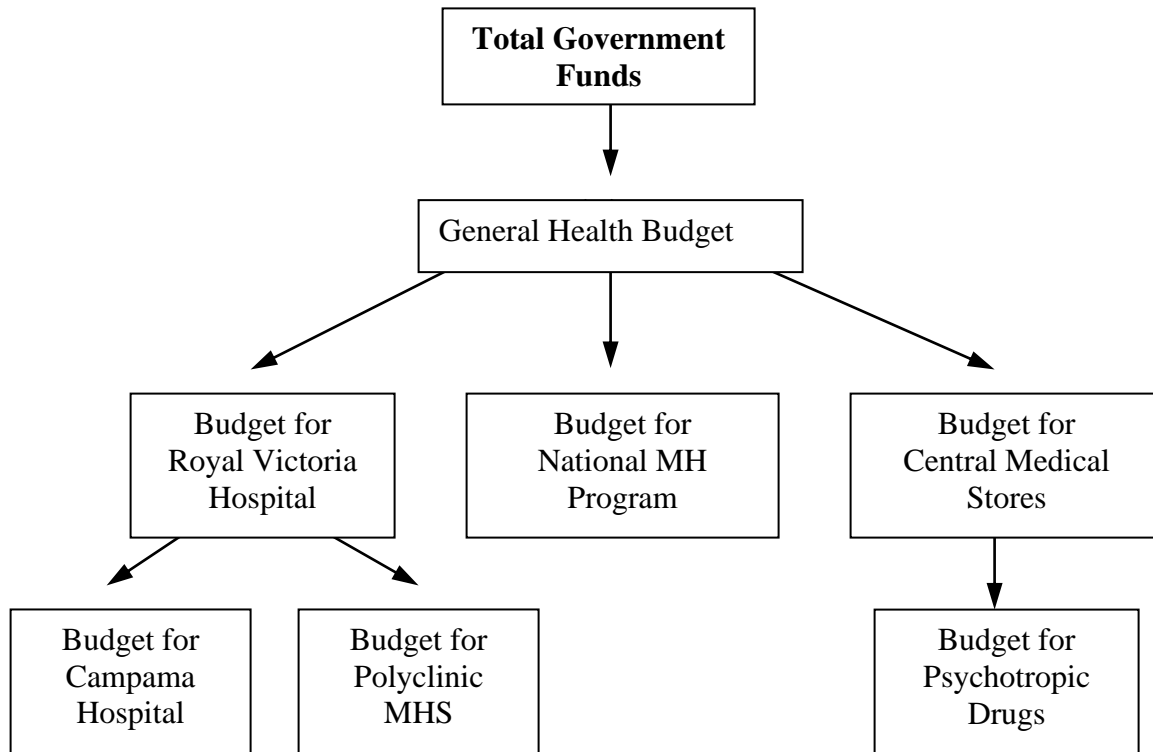 Total Government
Funds
General Health Budget
Budget for
Royal Victoria
Hospital
Budget for
National MH
Program
Budget for
Central Medical
Stores
Budget for
Campama
Hospital
Budget for
Polyclinic
MHS
Budget for
Psychotropic
Drugs